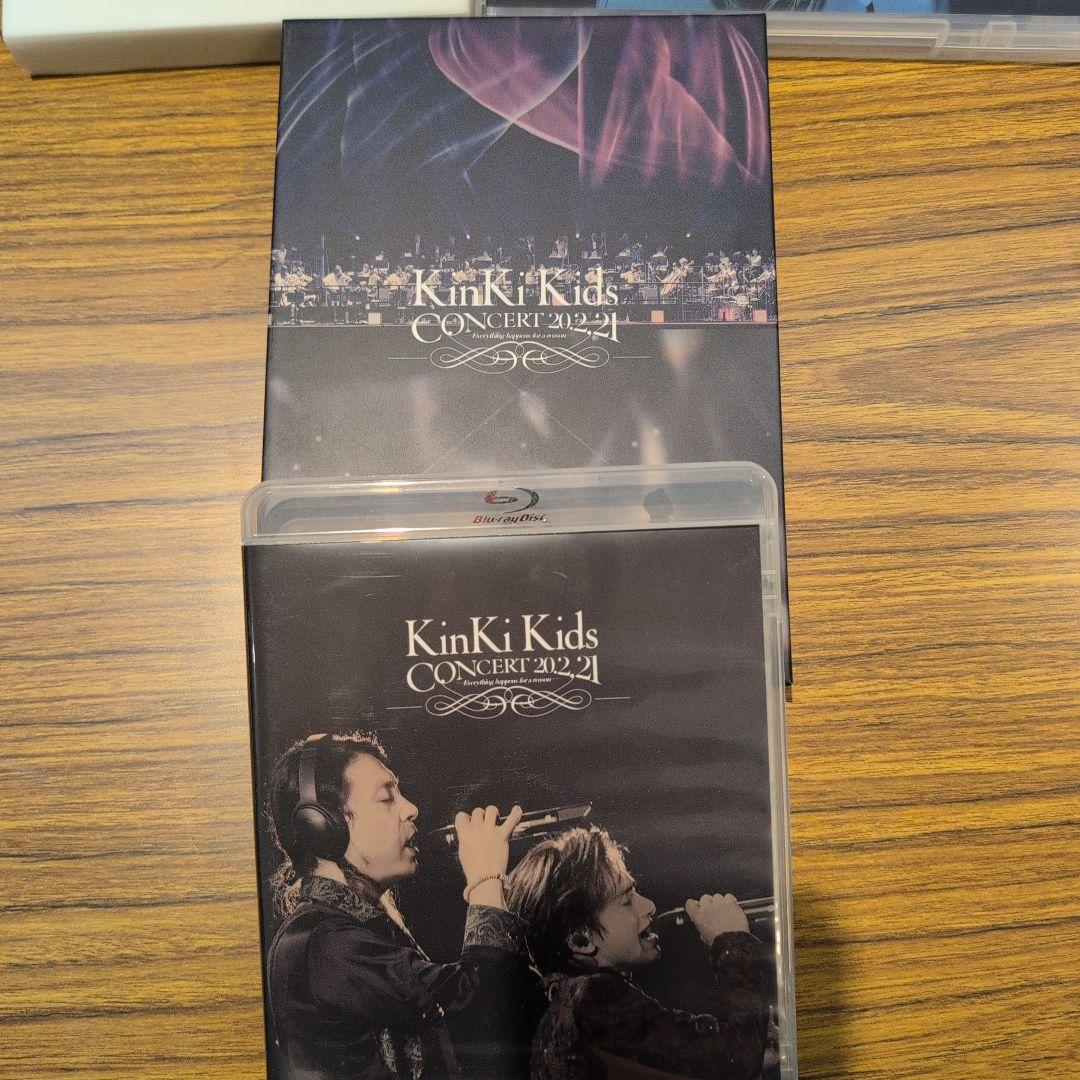 KinKi Kids
CONCERT 20.2.21
Everything happens for a reason
Blu-ray Disc
KinKi Kids
CONCERT 20.2.21
Everything happens for a reason